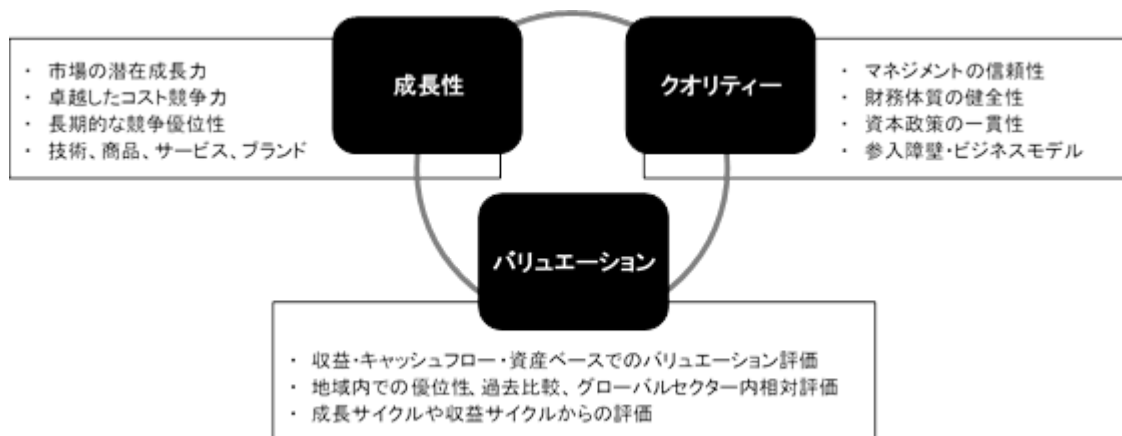 成長性
・ 市場の潜在成長力
・ 卓越したコスト競争力
・ 長期的な競争優位性
・ 技術、商品、サービス、ブランド
クオリティー
・ マネジメントの信頼性
・ 財務体質の健全性
・ 資本政策の一貫性
・ 参入障壁・ビジネスモデル
バリュエーション
・ 収益・キャッシュフロー・資産ベースでのバリュエーション評価
・ 地域内での優位性、過去比較、グローバルセクター内相対評価
・ 成長サイクルや収益サイクルからの評価